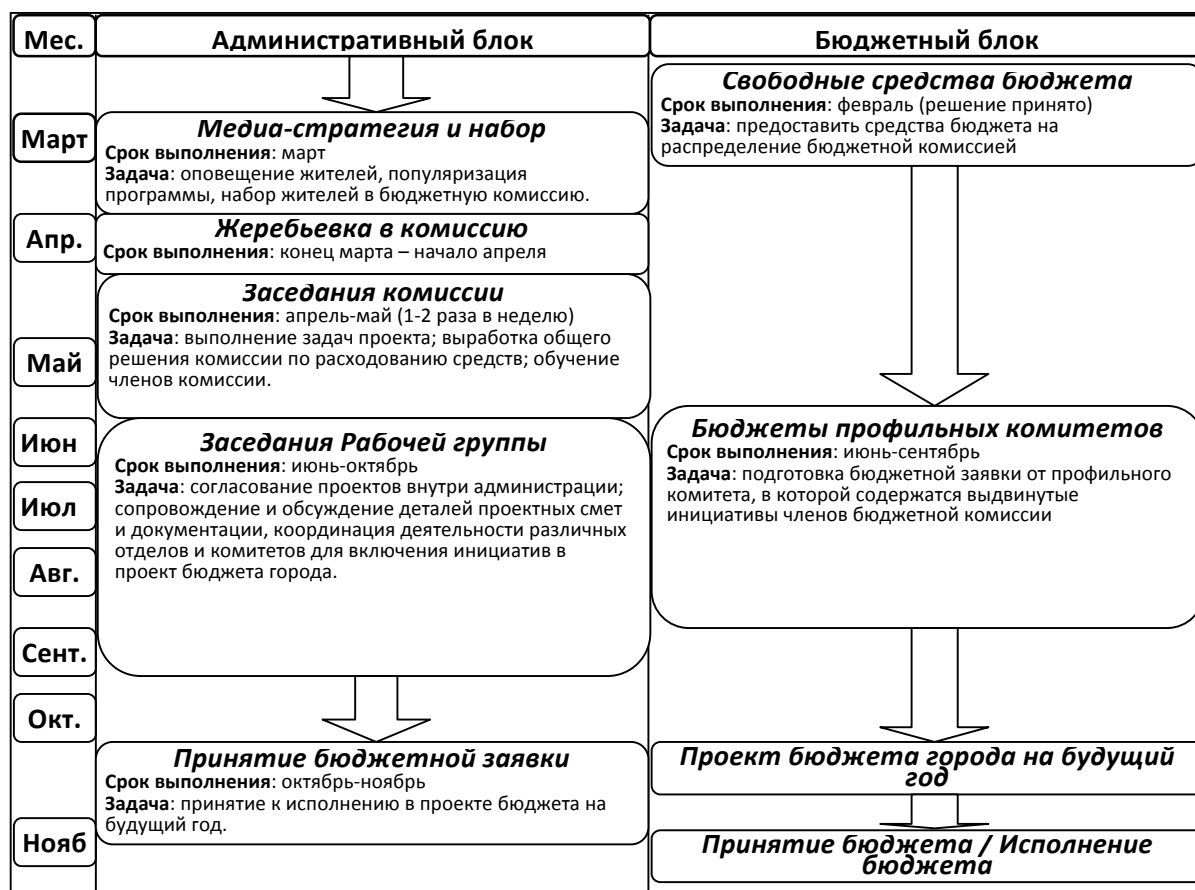 Мес.
Административный блок
Бюджетный блок
Март
Апр.
Май
Июн
Июл
Авг.
Сент.
Окт.
Нояб
Медиа-стратегия и набор
Срок выполнения: март
Задача: оповещение жителей, популяризация
программы, набор жителей в бюджетную комиссию.
Жеребьевка в комиссию
Срок выполнения: конец марта – начало апреля
Заседания комиссии
Срок выполнения: апрель-май (1-2 раза в неделю)
Задача: выполнение задач проекта; выработка общего
решения комиссии по расходованию средств; обучение
членов комиссии.
Заседания Рабочей группы
Срок выполнения: июнь-октябрь
Задача: согласование проектов внутри администрации;
сопровождение и обсуждение деталей проектных смет
и документации, координация деятельности различных
отделов и комитетов для включения инициатив в
проект бюджета города.
Принятие бюджетной заявки
Срок выполнения: октябрь-ноябрь
Задача: принятие к исполнению в проекте бюджета на
будущий год.
Свободные средства бюджета
Срок выполнения: февраль (решение принято)
Задача: предоставить средства бюджета на
распределение бюджетной комиссией
Бюджеты профильных комитетов
Срок выполнения: июнь-сентябрь
Задача: подготовка бюджетной заявки от профильного
комитета, в которой содержатся выдвинутые
инициативы членов бюджетной комиссии
Проект бюджета города на будущий
год
Принятие бюджета / Исполнение
бюджета